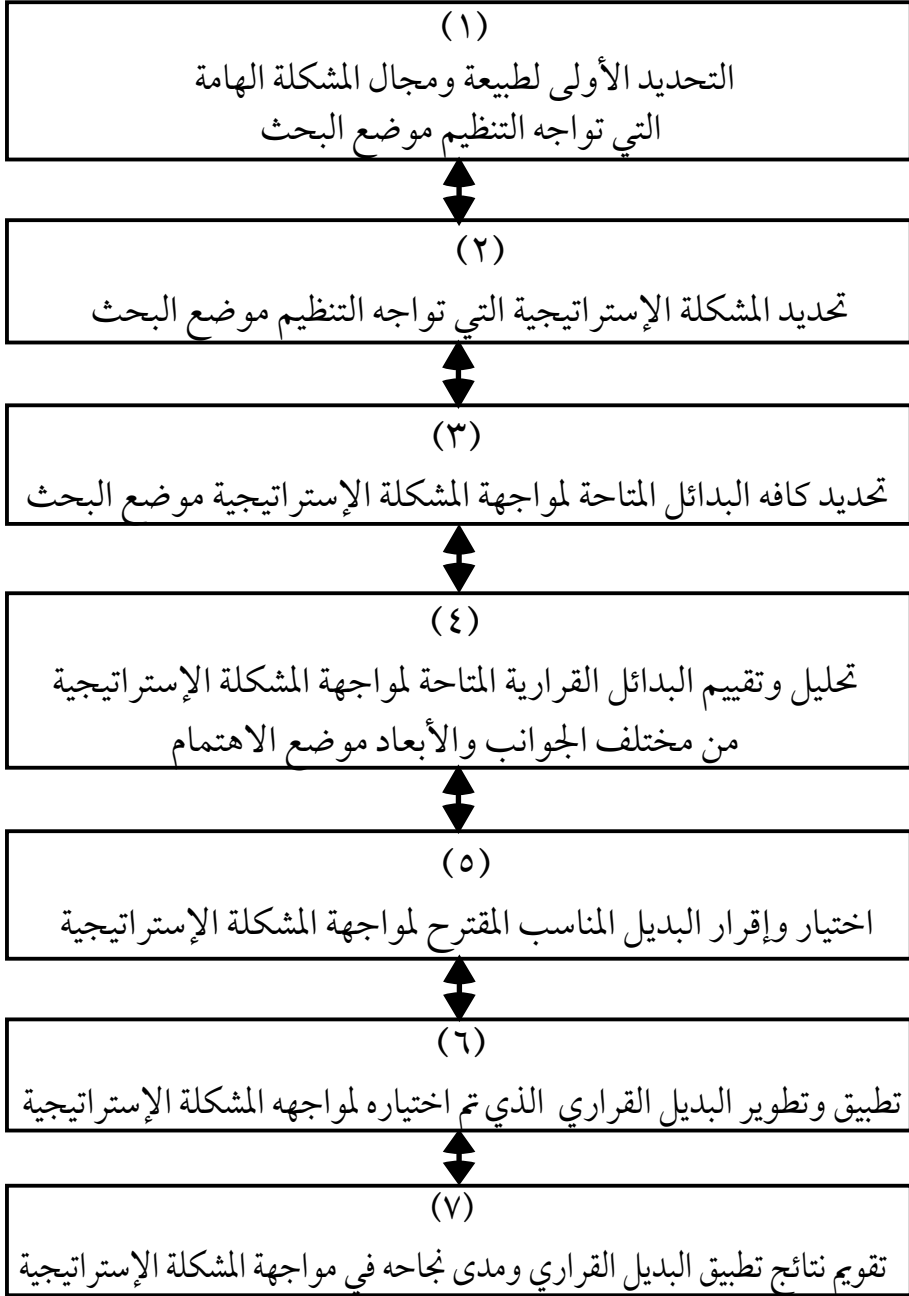 (١)
التحديد الأولى لطبيعة ومجال المشكلة الهامة
التي تواجه التنظيم موضع البحث
(٢)
تحديد المشكلة الإستراتيجية التي تواجه التنظيم موضع البحث
(٣)
تحديد كافه البدائل المتاحة لمواجهة المشكلة الإستراتيجية موضع البحث
(٤)
تحليل وتقييم البدائل القرارية المتاحة لمواجهة المشكلة الإستراتيجية
من مختلف الجوانب والأبعاد موضع الاهتمام
(٥)
اختيار وإقرار البديل المناسب المقترح لمواجهة المشكلة الإستراتيجية
(٦)
تطبيق وتطوير البديل القراري الذي تم اختياره لمواجهه المشكلة الإستراتيجية
(٧)
تقويم نتائج تطبيق البديل القراري ومدى نجاحه في مواجهة المشكلة الإستراتيجية